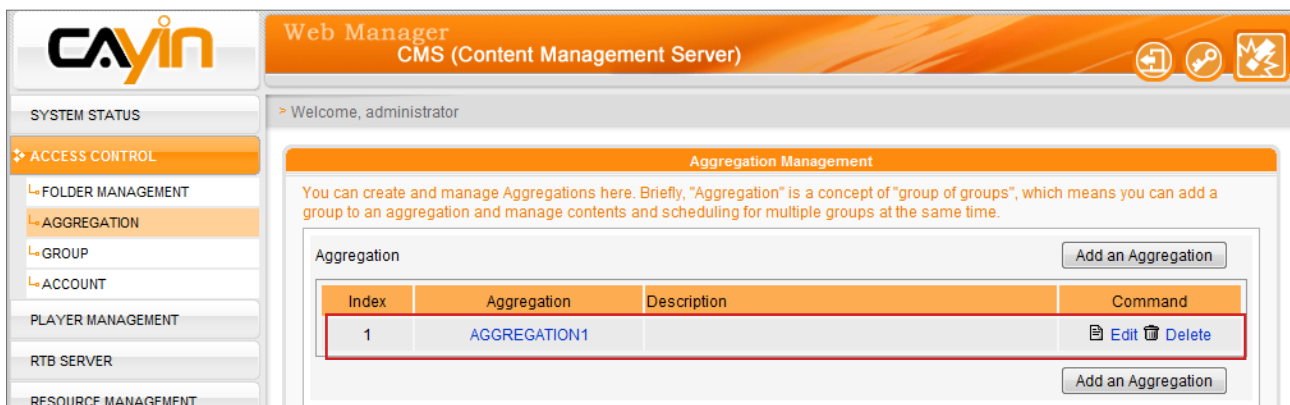 CAYIN
Web Manager
CMS (Content Management Server)
SYSTEM STATUS
> Welcome, administrator
ACCESS CONTROL
FOLDER MANAGEMENT
AGGREGATION
GROUP
ACCOUNT
PLAYER MANAGEMENT
RTB SERVER
RESOURCE MANAGEMENT
Aggregation Management
You can create and manage Aggregations here. Briefly, "Aggregation" is a concept of "group of groups", which means you can add a
group to an aggregation and manage contents and scheduling for multiple groups at the same time.
Aggregation Add an Aggregation
Index Aggregation Description Command
1 AGGREGATION1 Edit Delete
Add an Aggregation